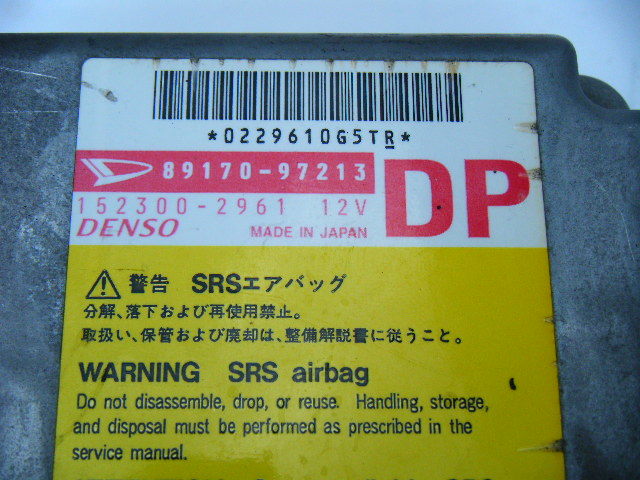 *0229610G5TR*
89170-97213
DP
152300-2961 12V
DENSO MADE IN JAPAN
警告 SRSエアバッグ
分解、落下および再使用禁止。
取扱い、保管および廃却は、整備解説書に従うこと。
WARNING SRS airbag
Do not disassemble, drop, or reuse. Handling, storage,
and disposal must be performed as prescribed in the
service manual.